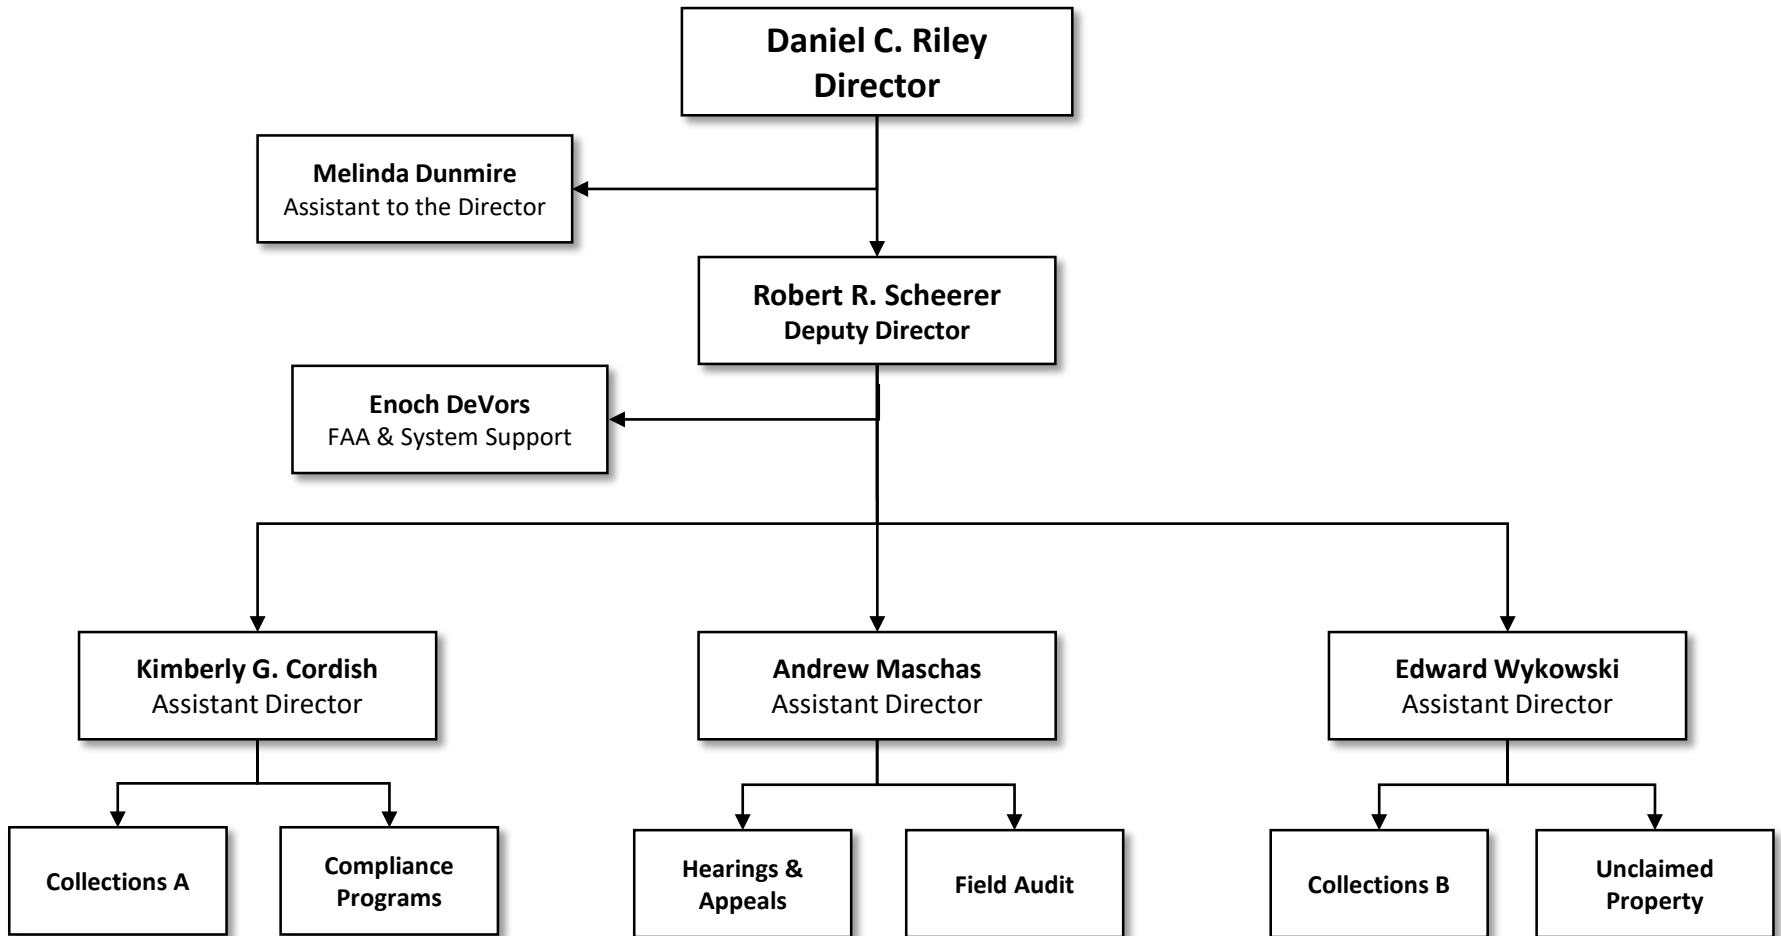 Daniel C. Riley
Director
Melinda Dunmire
Assistant to the Director
Robert R. Scheerer
Deputy Director
Enoch DeVors
FAA & System Support
Kimberly G. Cordish
Assistant Director
Andrew Maschas
Assistant Director
Edward Wykowski
Assistant Director
Collections A
Compliance
Programs
Hearings &
Appeals
Field Audit
Collections B
Unclaimed
Property